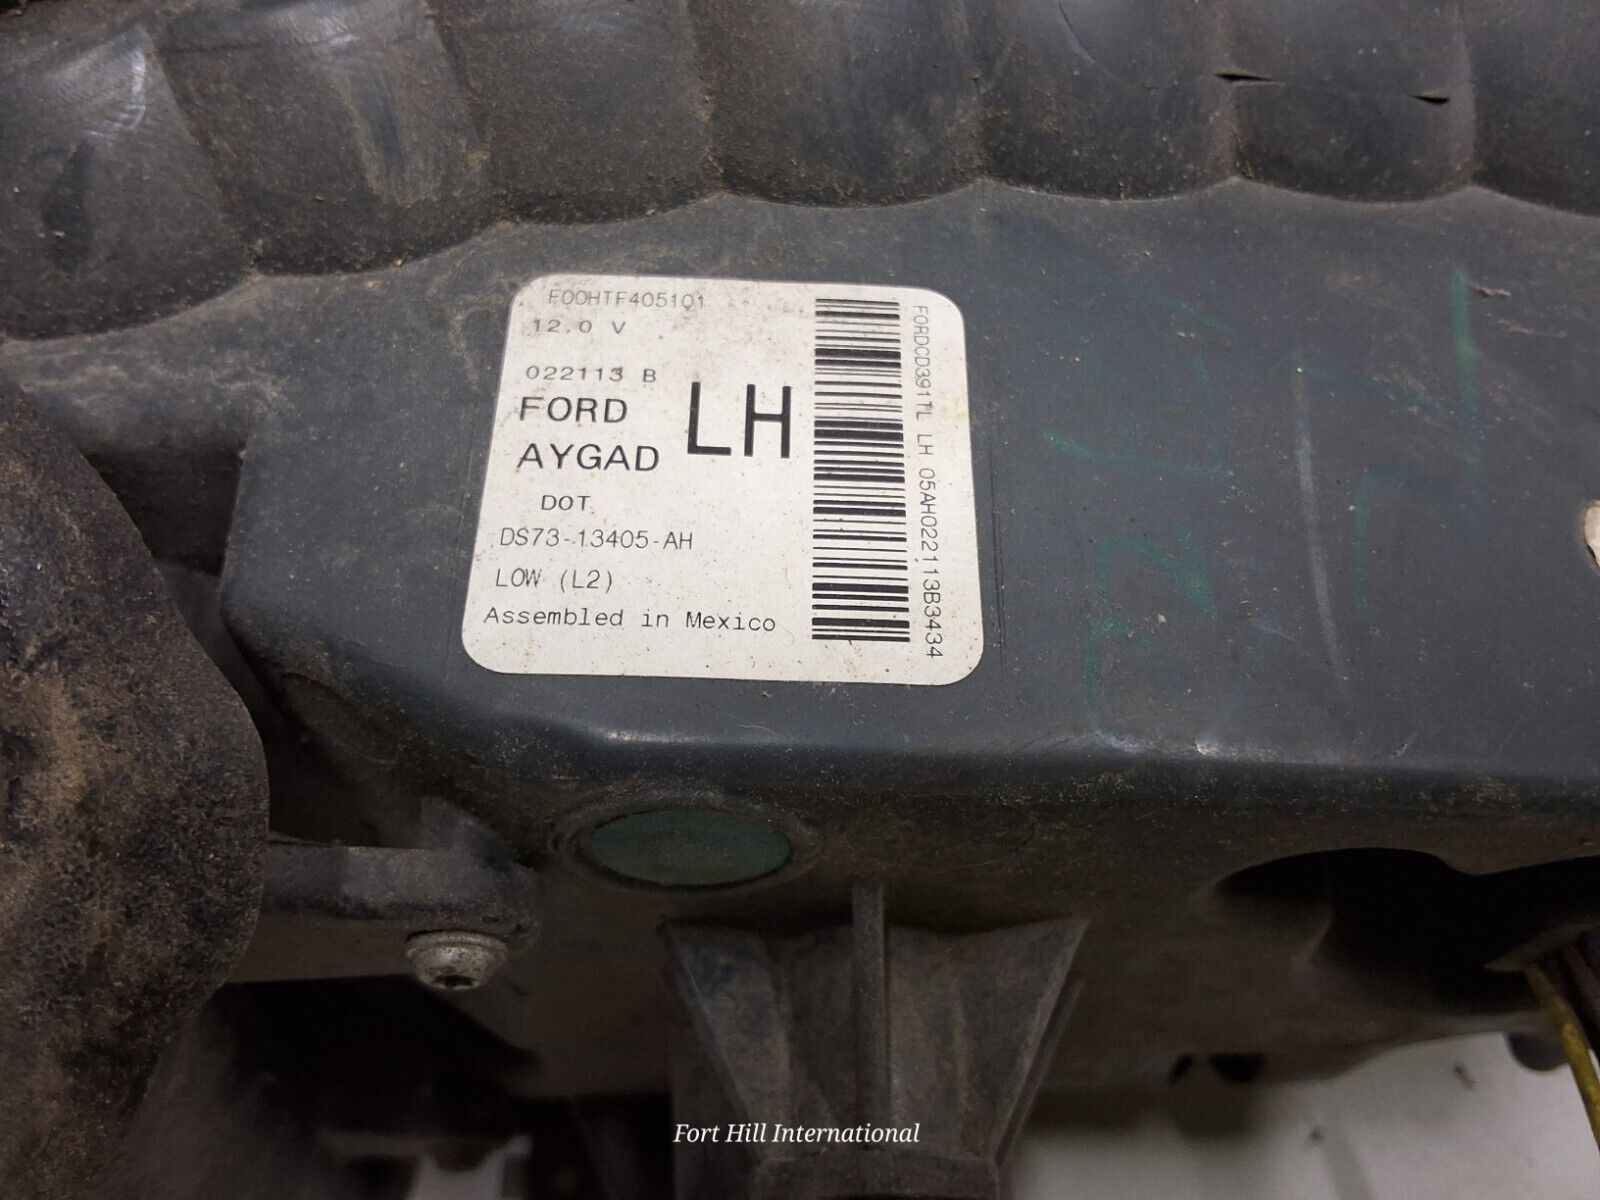 F00HTF405101
12.0 V
022113 B
FORD
AYGAD
LH
DOT
DS73-13405-AH
LOW (L2)
Assembled in Mexico
FORDCD391TL LH 05AH022113B3434
Fort Hill International